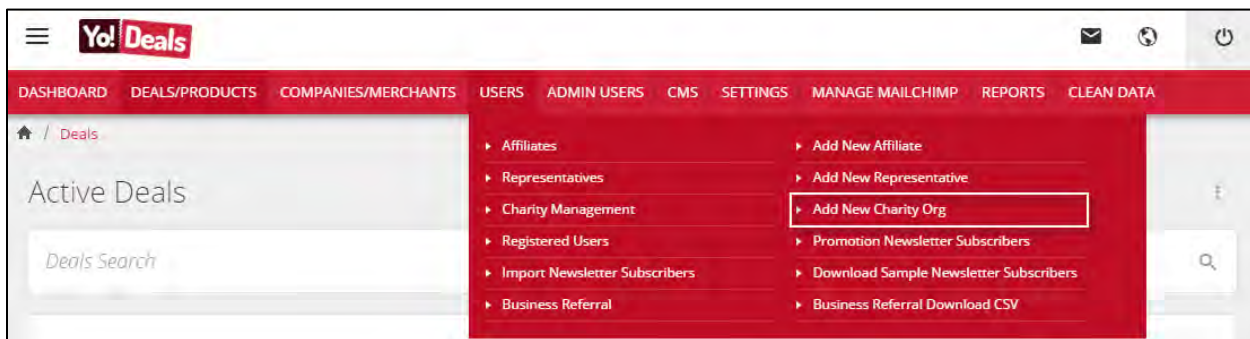 Yo! Deals
DASHBOARD DEALS/PRODUCTS COMPANIES/MERCHANTS USERS ADMIN USERS CMS SETTINGS MANAGE MAILCHIMP REPORTS CLEAN DATA
/ Deals
Active Deals
Deals Search
Affiliates
Representatives
Charity Management
Registered Users
Import Newsletter Subscribers
Business Referral
Add New Affiliate
Add New Representative
Add New Charity Org
Promotion Newsletter Subscribers
Download Sample Newsletter Subscribers
Business Referral Download CSV